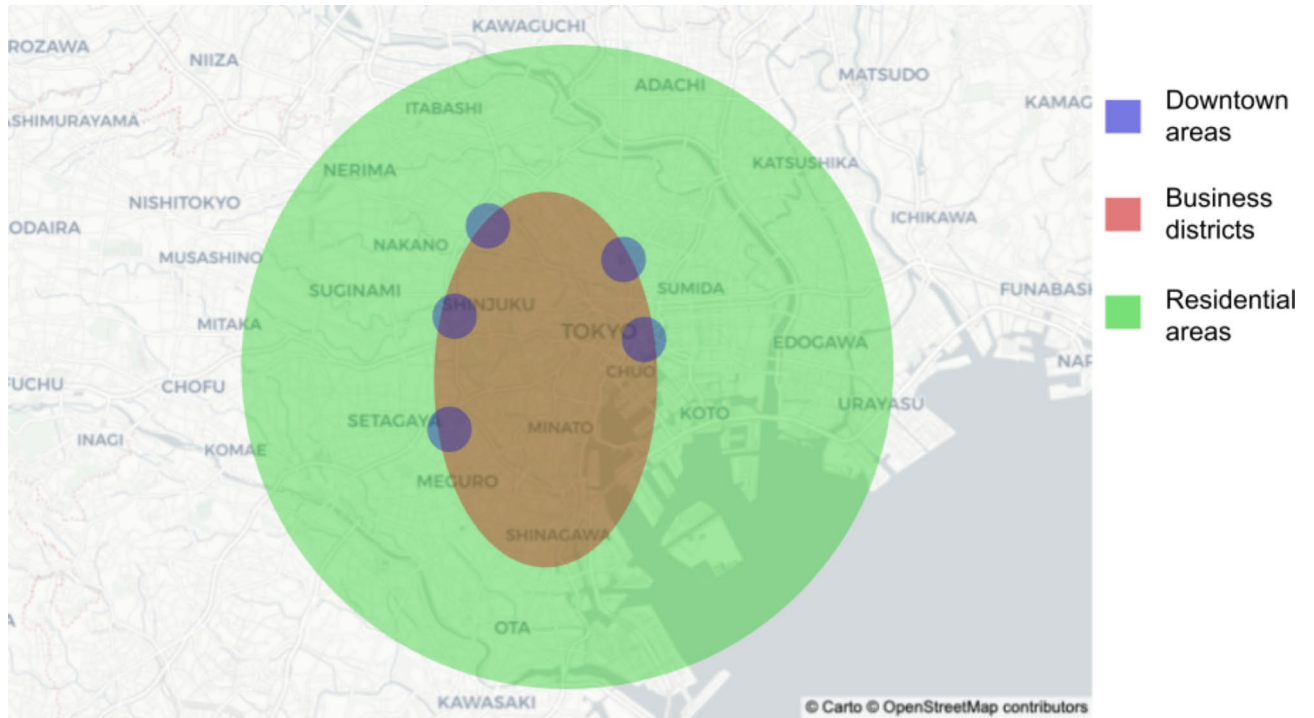 KAWAGUCHI
ROZAWA
NIIZA
MATSUDO
ADACHI
KAMAG
ITABASHI
ASHIMURAYAMA
KATSUSHIKA
NERIMA
NISHITOKYO
ICHIKAWA
ODAIRA
NAKANO
MUSASHINO
SUMIDA
FUNABASH
SUGINAMI
SHINJUKU
MITAKA
TOKYO
EDOGAWA
NAR
CHUO
FUCHU
CHOFU
URAYASU
KOTO
SETAGAYA
MINATO
INAGI
KOMAE
MEGURO
SHINAGAWA
OTA
KAWASAKI
© Carto © OpenStreetMap contributors
Downtown
areas
Business
districts
Residential
areas